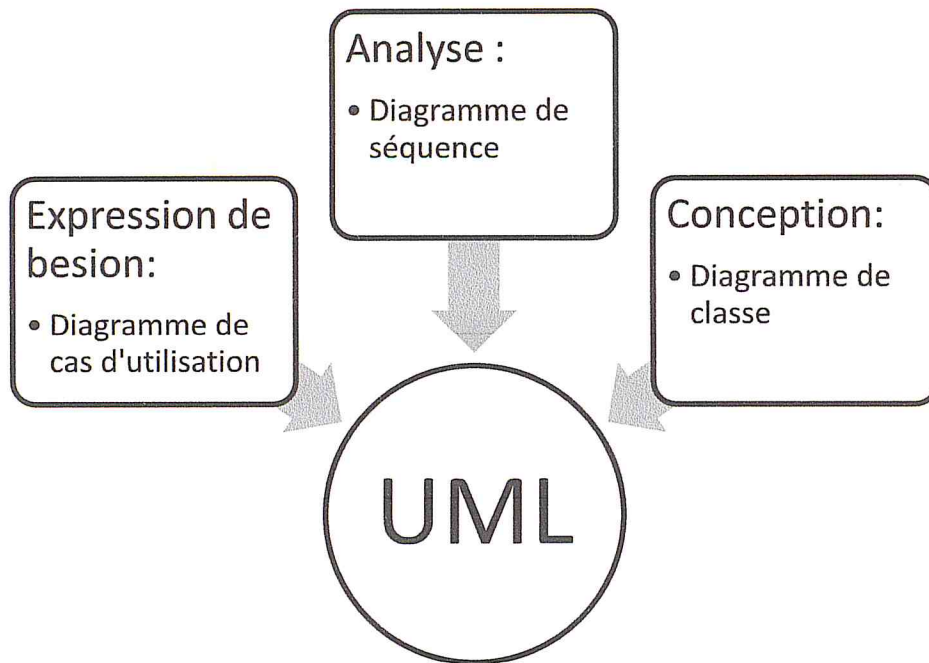 Analyse :
• Diagramme de
séquence
Expression de
besion:
• Diagramme de
cas d'utilisation
Conception:
• Diagramme de
classe
UML